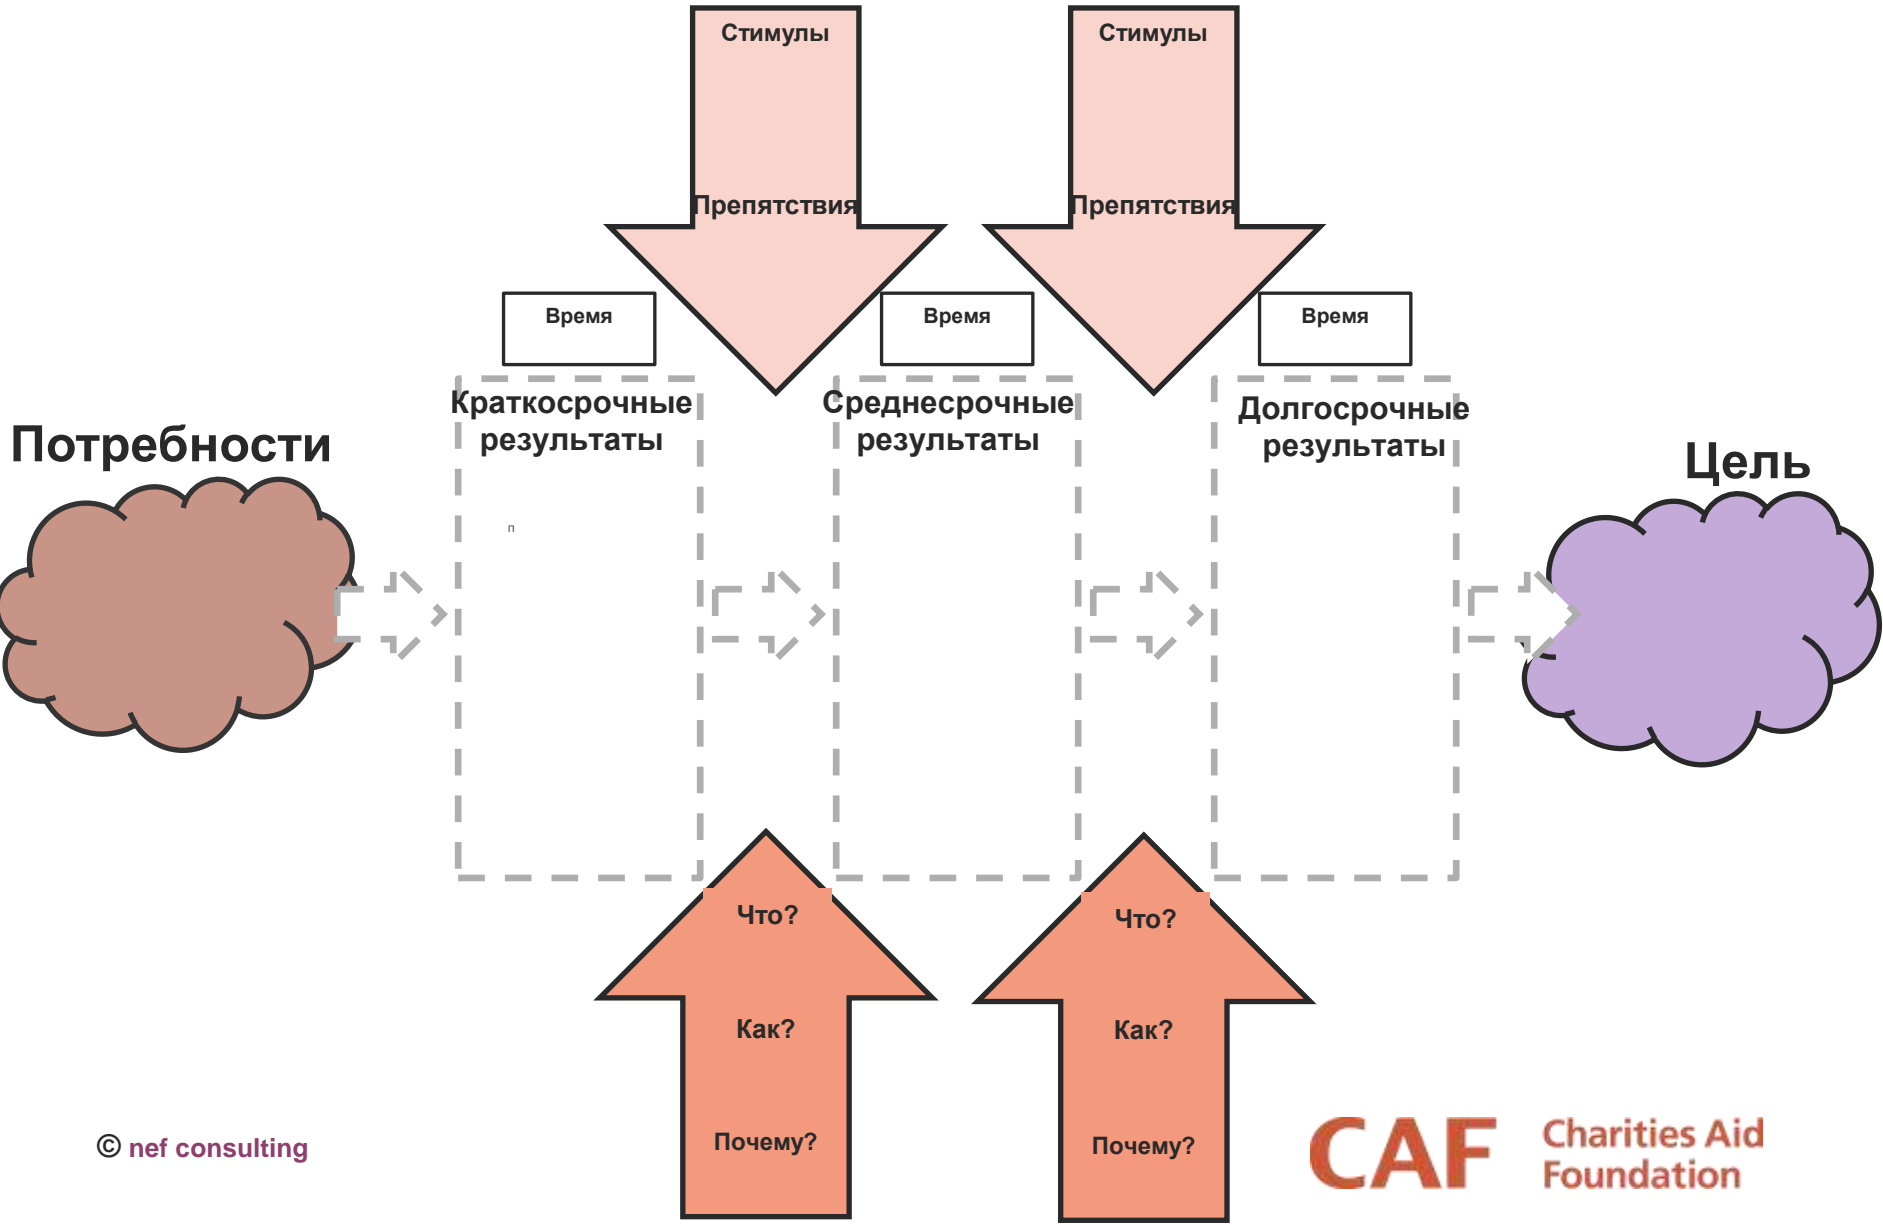 Стимулы
Стимулы
Препятствия
Препятствия
Время
Время
Время
Краткосрочные
результаты
Среднесрочные
результаты
Долгосрочные
результаты
Потребности
Цель
п
Что?
Что?
Как?
Как?
Почему?
Почему?
© nef consulting
CAF
Charities Aid
Foundation